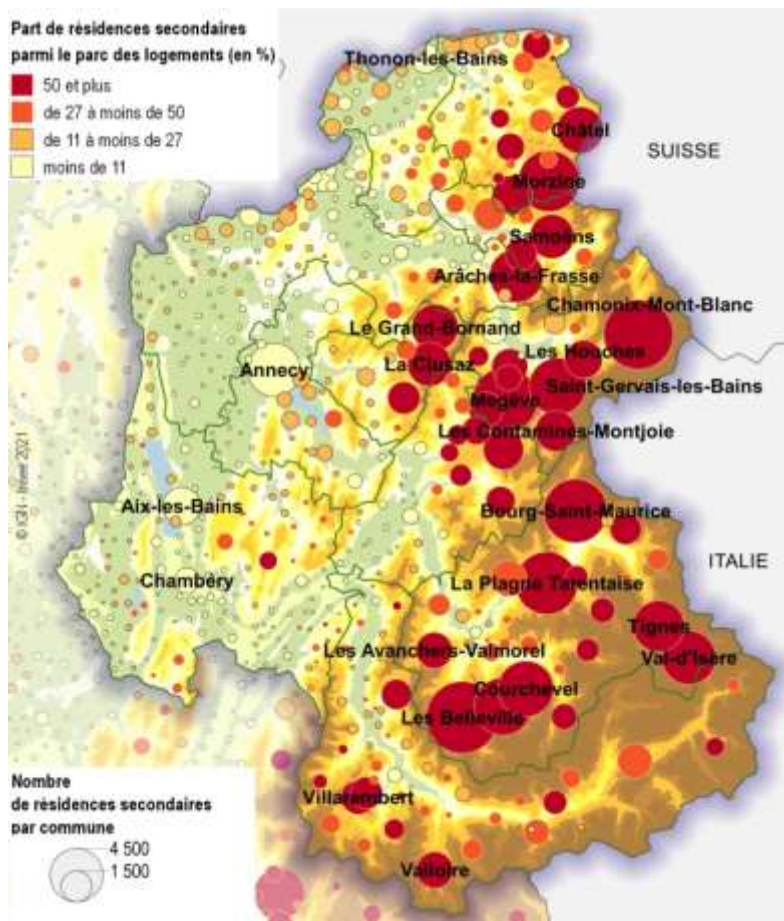 Part de résidences secondaires
parmi le parc des logements (en %)
50 et plus
de 27 à moins de 50
de 11 à moins de 27
moins de 11
Thonon-les-Bains
Châtel
SUISSE
Morzine
Samoëns
Arâches-la-Frasse
Chamonix-Mont-Blanc
Le Grand-Bornand
Les Houches
Annecy
La Clusaz
Saint-Gervais-les-Bains
Megève
Les Contamines-Montjoie
Aix-les-Bains
Bourg-Saint-Maurice
© IGN - Insee 2021
ITALIE
Chambéry
La Plagne Tarentaise
Tignes
Les Avanchers-Valmorel
Val-d'Isère
Courchevel
Les Belleville
Nombre
de résidences secondaires
par commune
4 500
1 500
Villarambert
Valloire